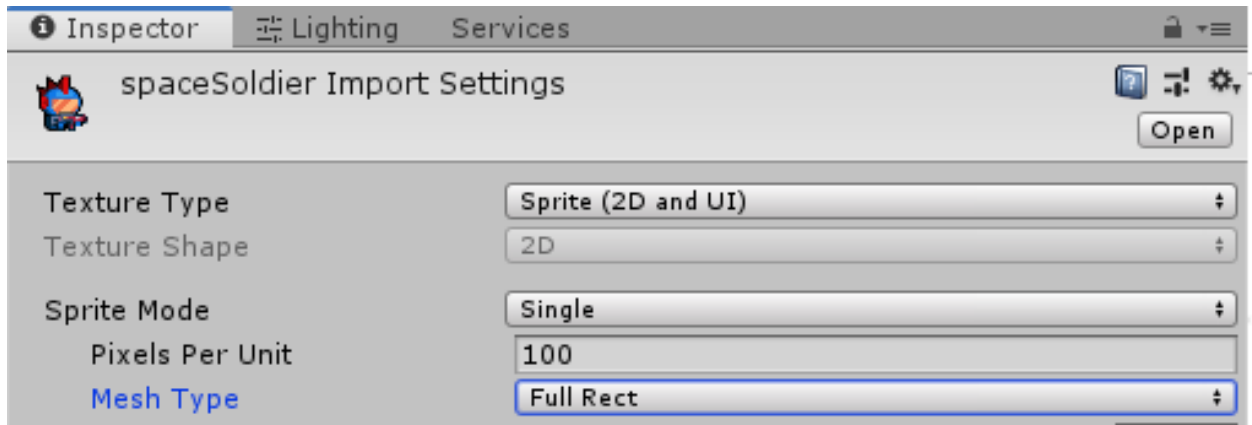 Inspector Lighting Services
spaceSoldier Import Settings
Open
Texture Type Sprite (2D and UI)
Texture Shape 2D
Sprite Mode Single
Pixels Per Unit 100
Mesh Type Full Rect